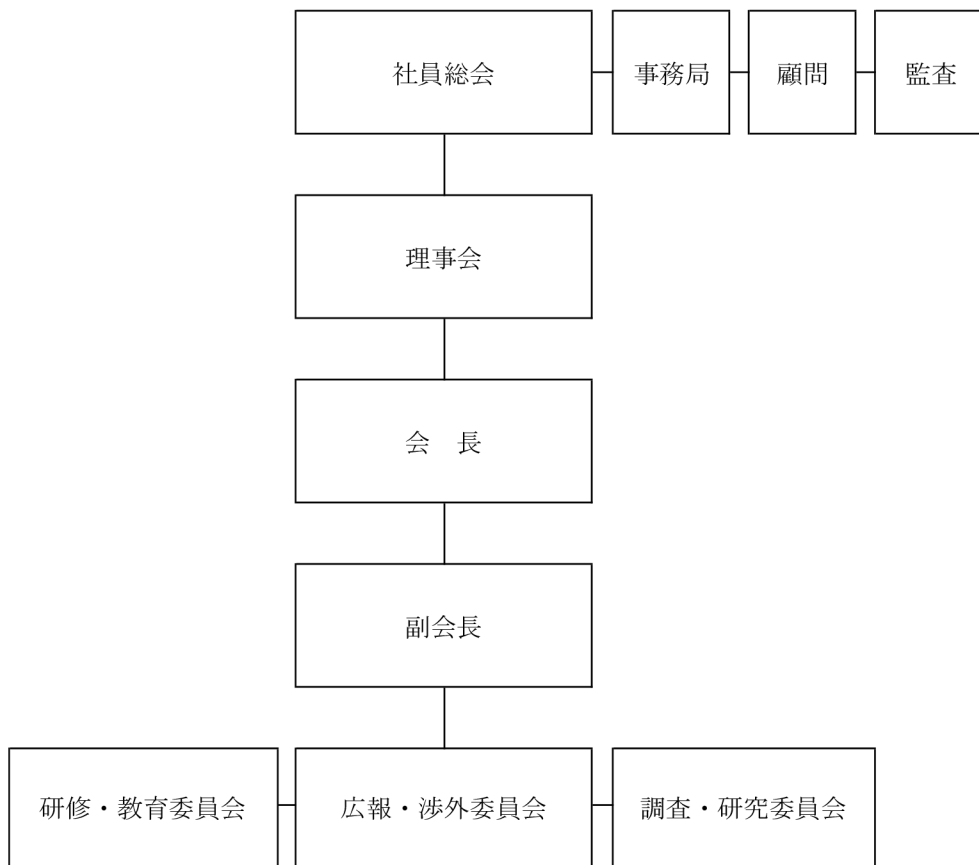 社員総会
事務局
顧問
監査
理事会
会　長
副会長
研修・教育委員会
広報・渉外委員会
調査・研究委員会